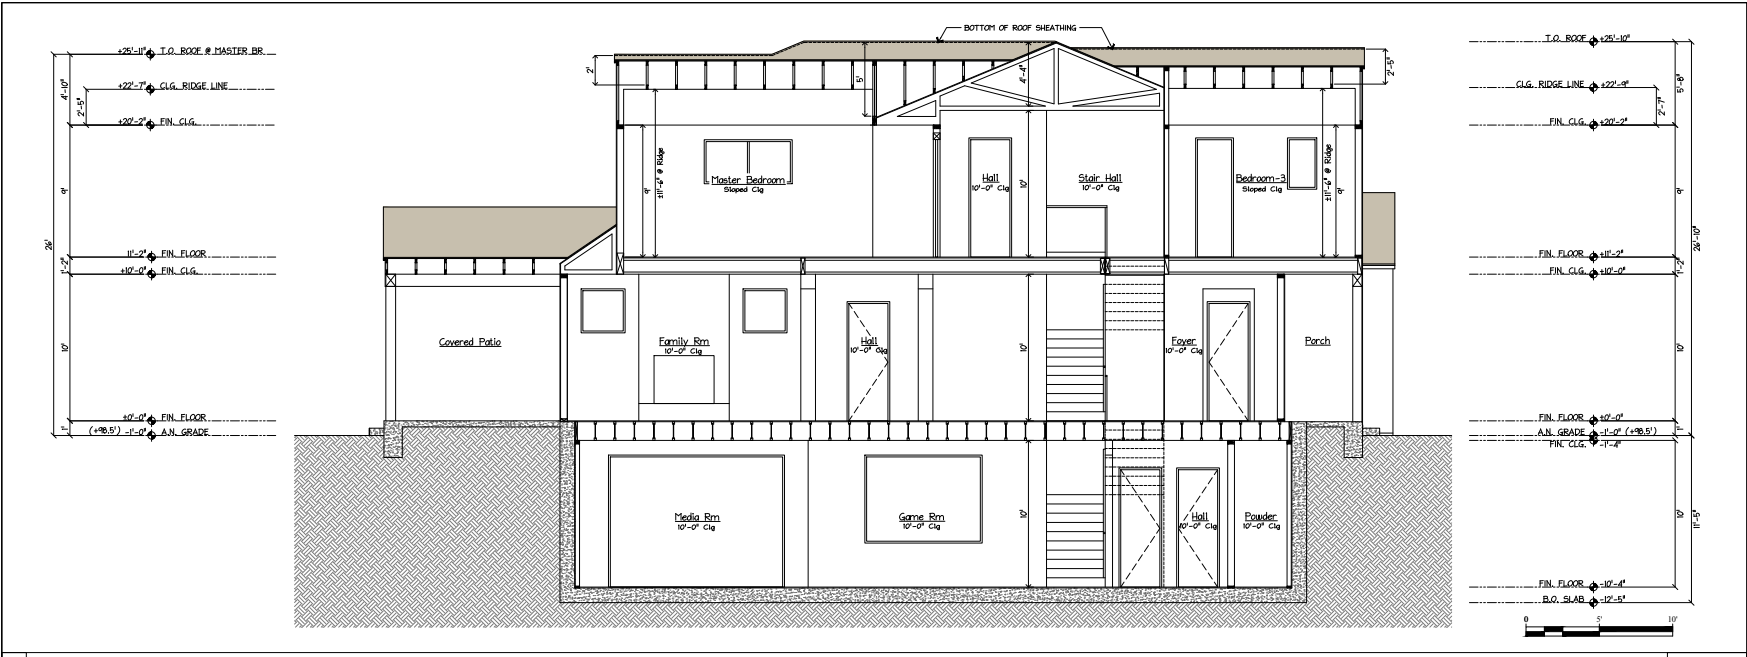 BOTTOM OF ROOF SHEATHING
+25'-11" T.O. ROOF @ MASTER BR.
+22'-7" CLG. RIDGE LINE
+20'-2" FIN. CLG.
11'-2" FIN. FLOOR
+10'-0" FIN. CLG.
±0'-0" FIN. FLOOR
(+98.5') -1'-0" A.N. GRADE
4'-10"
2'-5"
9'
26'
1'-2"
10'
1'
2'
5'
4'-4"
2'-5"
9'
±11'-6" @ Ridge
Master Bedroom
Sloped Clg
Hall
10'-0" Clg
10'
Stair Hall
10'-0" Clg
Bedroom-3
Sloped Clg
±11'-6" @ Ridge
9'
Covered Patio
Family Rm
10'-0" Clg
Hall
10'-0" Clg
10'
Foyer
10'-0" Clg
Porch
Media Rm
10'-0" Clg
Game Rm
10'-0" Clg
10'
Hall
10'-0" Clg
Powder
10'-0" Clg
T.O. ROOF +25'-10"
CLG. RIDGE LINE +22'-9"
FIN. CLG. +20'-2"
FIN. FLOOR +11'-2"
FIN. CLG. +10'-0"
FIN. FLOOR ±0'-0"
A.N. GRADE -1'-0" (+98.5')
FIN. CLG. -1'-4"
FIN. FLOOR -10'-4"
B.O. SLAB -12'-5"
5'-8"
2'-7"
9'
26'-10"
1'-2"
10'
1'
10'
11'-5"
0 5' 10'